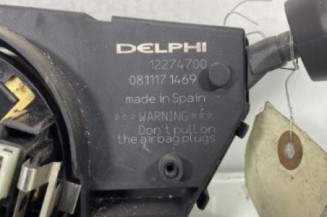 DELPHI
12274700
081117 1469
made in Spain
*** WARNING ***
Don't pull on
the airbag plugs